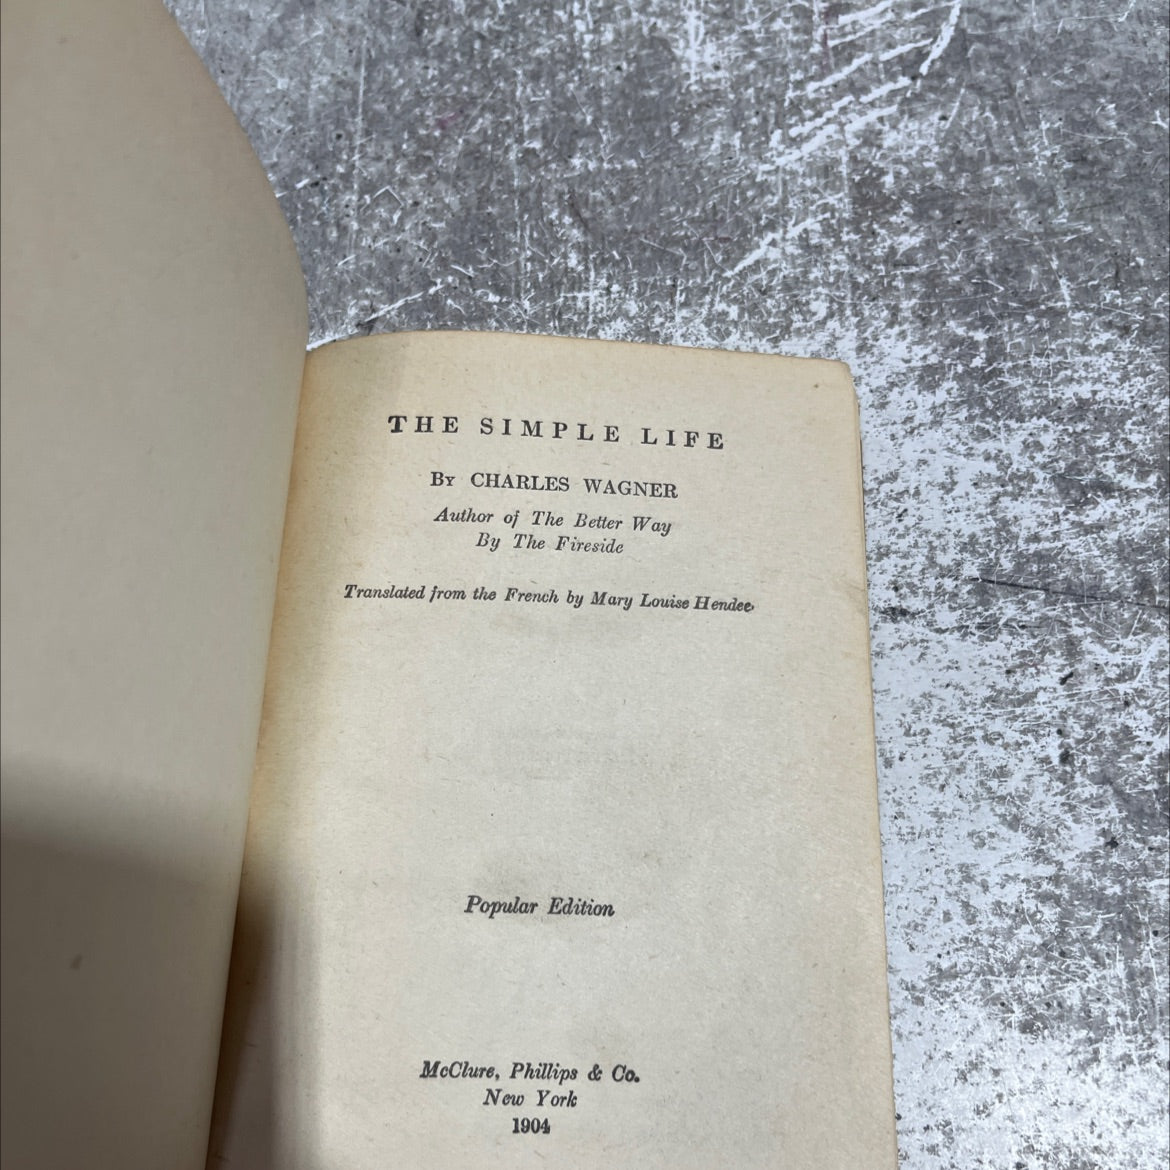 THE SIMPLE LIFE
By CHARLES WAGNER
Author of The Better Way
By The Fireside
Translated from the French by Mary Louise Hendee
Popular Edition
McClure, Phillips & Co.
New York
1904